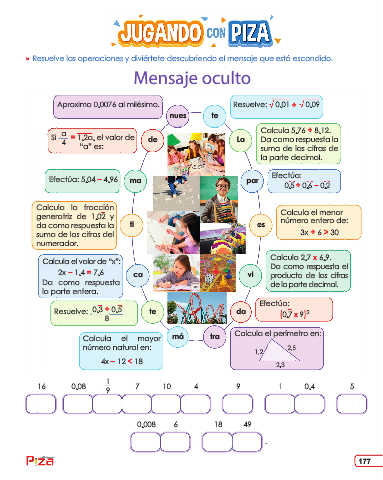 JUGANDO CON PIZA
» Resuelve las operaciones y diviértete descubriendo el mensaje que está escondido.
Mensaje oculto
Aproxima 0,0076 al milésimo.
nues
te
Resuelve: √0,01 + √0,09
Si a/4 = 1,2a, el valor de
"a" es:
de
La
Calcula 5,76 + 8,12.
Da como respuesta la
suma de los cifras de
la parte decimal.
Efectúa: 5,04 – 4,96
ma
par
Efectúa:
0,5 + 0,6 – 0,2
Calcula la fracción
generatriz de 1,02 y
da como respuesta la
suma de los cifras del
numerador.
ti
es
Calcula el menor
número entero de:
3x + 6 > 30
Calcula el valor de "x":
2x – 1,4 = 7,6
Da como respuesta
la parte entera.
ca
vi
Calcula 2,7 x 6,9.
Da como respuesta el
producto de las cifras
de la parte decimal.
Resuelve: 0,3 + 0,5
8
te
da
Efectúa:
(0,7 x 9)²
Calcula el mayor
número natural en:
4x – 12 < 18
má
tra
Calcula el perímetro en:
1,2
2,5
2,3
16 0,08 1/9 7 10 4 9 1 0,4 5
0,008 6 18 49
.
Piza
177